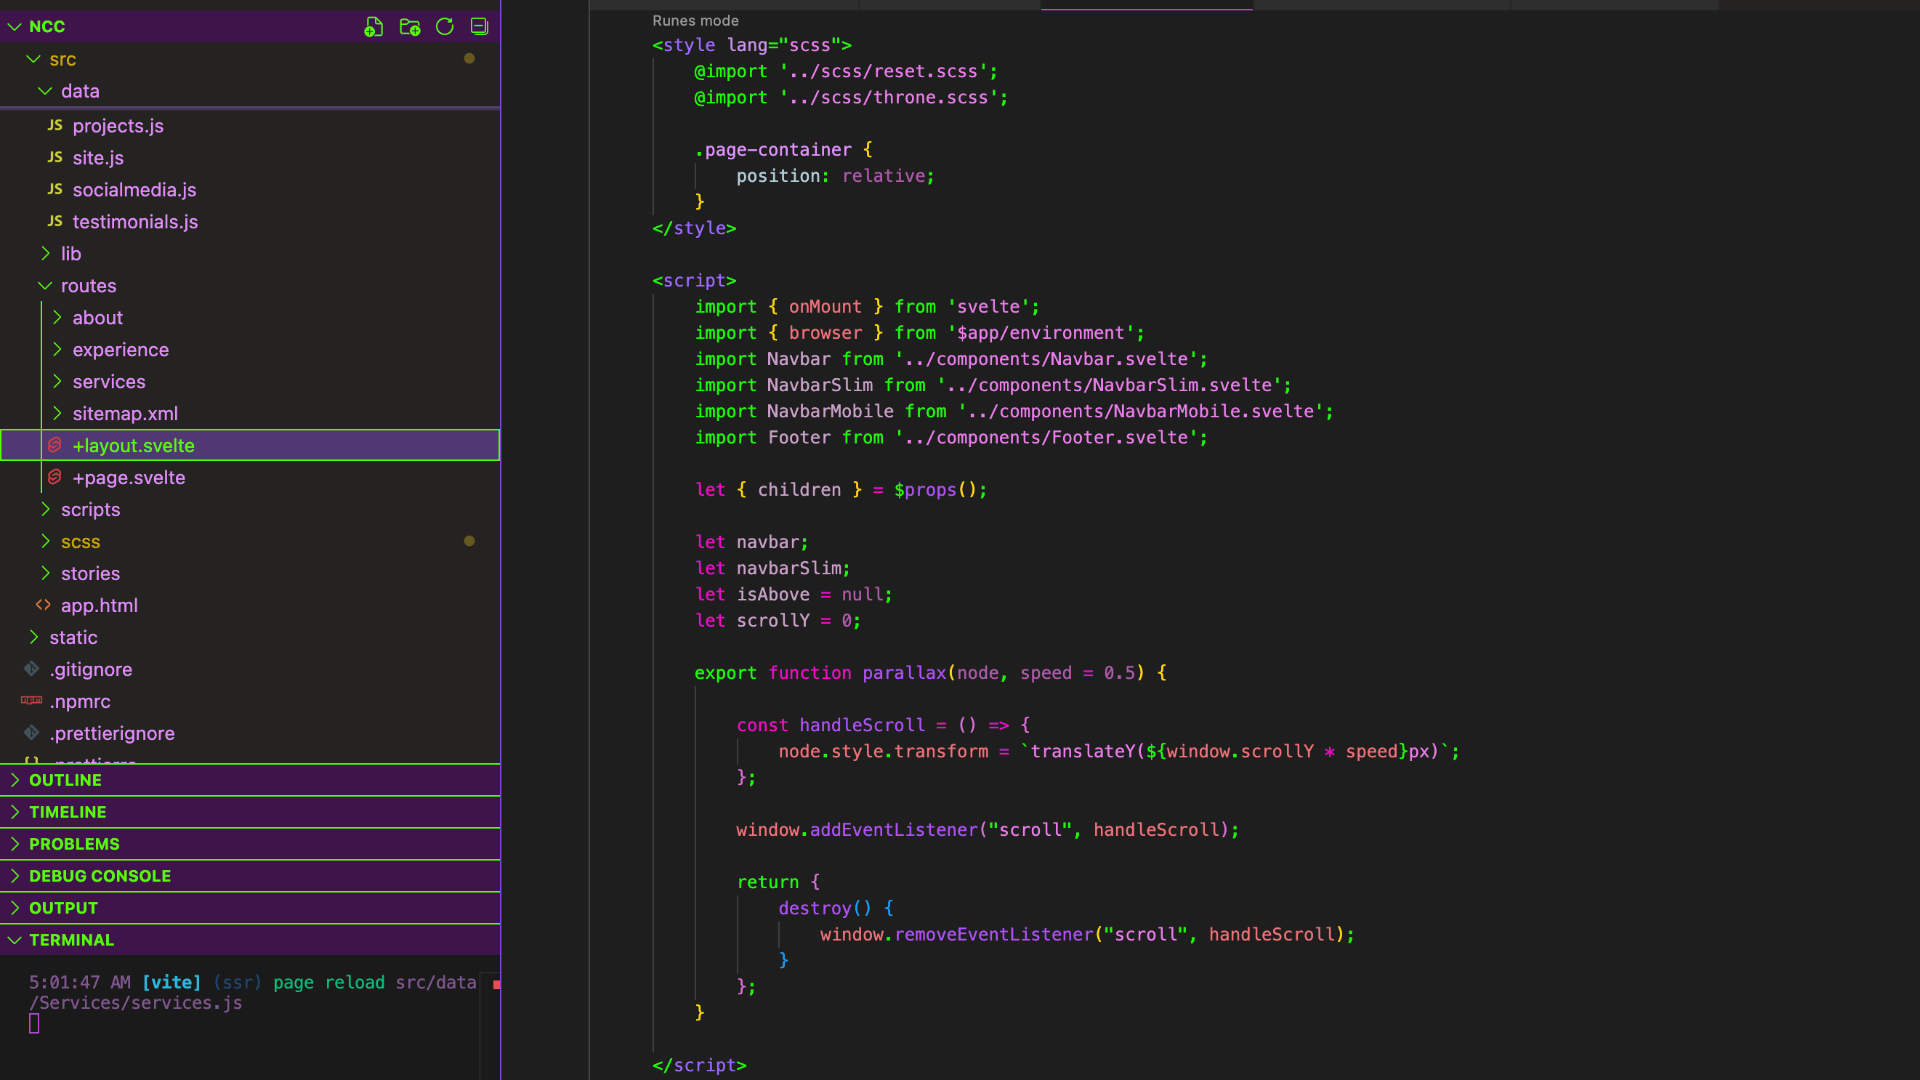 NCC
src
data
JS projects.js
JS site.js
JS socialmedia.js
JS testimonials.js
lib
routes
about
experience
services
sitemap.xml
+layout.svelte
+page.svelte
scripts
scss
stories
<> app.html
static
.gitignore
.npmrc
.prettierignore
OUTLINE
TIMELINE
PROBLEMS
DEBUG CONSOLE
OUTPUT
TERMINAL
5:01:47 AM [vite] (ssr) page reload src/data
/Services/services.js
Runes mode
<style lang="scss">
@import '../scss/reset.scss';
@import '../scss/throne.scss';
.page-container {
position: relative;
}
</style>
<script>
import { onMount } from 'svelte';
import { browser } from '$app/environment';
import Navbar from '../components/Navbar.svelte';
import NavbarSlim from '../components/NavbarSlim.svelte';
import NavbarMobile from '../components/NavbarMobile.svelte';
import Footer from '../components/Footer.svelte';
let { children } = $props();
let navbar;
let navbarSlim;
let isAbove = null;
let scrollY = 0;
export function parallax(node, speed = 0.5) {
const handleScroll = () => {
node.style.transform = `translateY(${window.scrollY * speed}px)`;
};
window.addEventListener("scroll", handleScroll);
return {
destroy() {
window.removeEventListener("scroll", handleScroll);
}
};
}
</script>